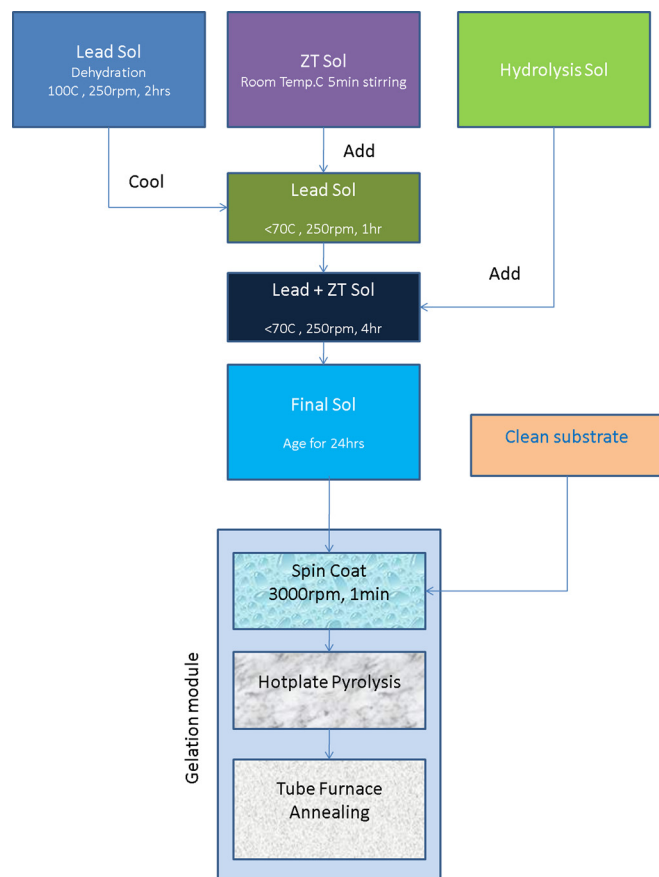 Lead Sol
Dehydration
100C , 250rpm, 2hrs
ZT Sol
Room Temp.C 5min stirring
Hydrolysis Sol
Cool
Add
Lead Sol
<70C , 250rpm, 1hr
Add
Lead + ZT Sol
<70C , 250rpm, 4hr
Final Sol
Age for 24hrs
Clean substrate
Gelation module
Spin Coat
3000rpm, 1min
Hotplate Pyrolysis
Tube Furnace
Annealing